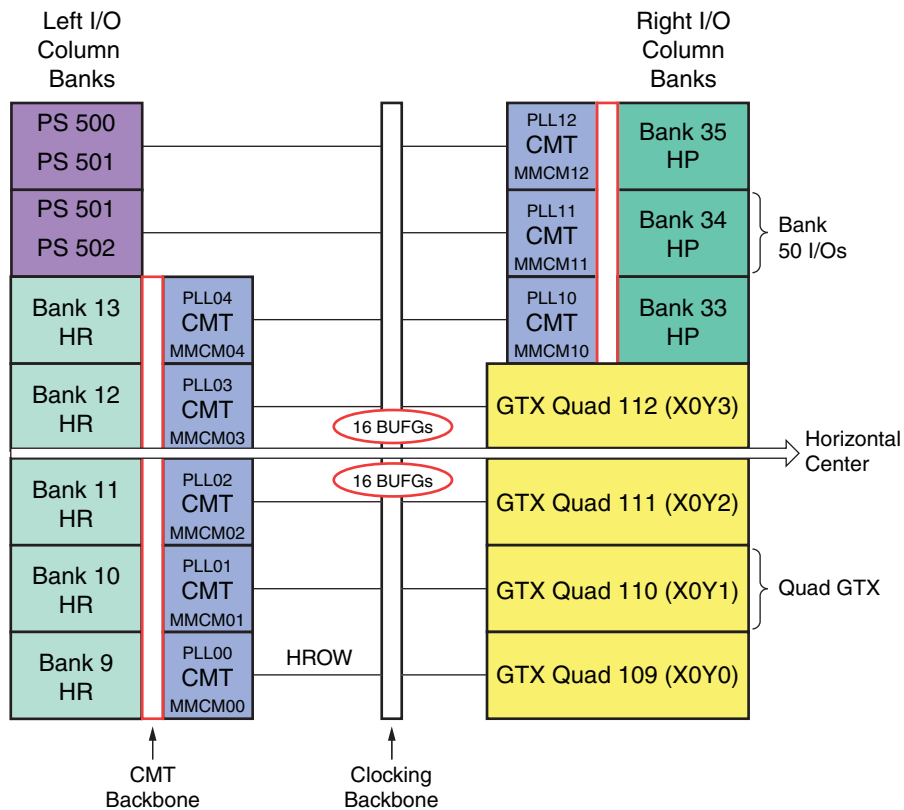 Left I/O
Column
Banks
Right I/O
Column
Banks
PS 500
PS 501
PLL12
CMT
MMCM12
Bank 35
HP
PS 501
PS 502
PLL11
CMT
MMCM11
Bank 34
HP
Bank
50 I/Os
Bank 13
HR
PLL04
CMT
MMCM04
PLL10
CMT
MMCM10
Bank 33
HP
Bank 12
HR
PLL03
CMT
MMCM03
16 BUFGs
GTX Quad 112 (X0Y3)
Horizontal
Center
Bank 11
HR
PLL02
CMT
MMCM02
16 BUFGs
GTX Quad 111 (X0Y2)
Bank 10
HR
PLL01
CMT
MMCM01
GTX Quad 110 (X0Y1)
Quad GTX
Bank 9
HR
PLL00
CMT
MMCM00
HROW
GTX Quad 109 (X0Y0)
CMT
Backbone
Clocking
Backbone